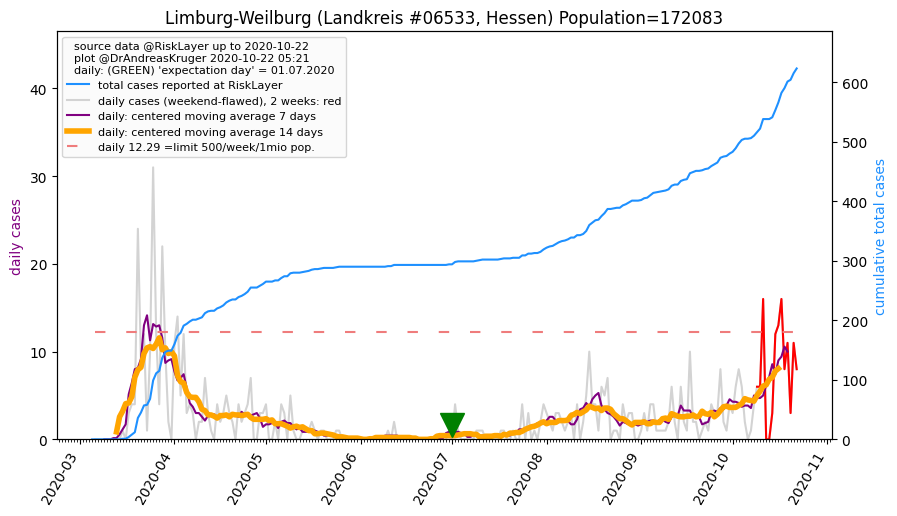 Limburg-Weilburg (Landkreis #06533, Hessen) Population=172083
source data @RiskLayer up to 2020-10-22
plot @DrAndreasKruger 2020-10-22 05:21
daily: (GREEN) 'expectation day' = 01.07.2020
total cases reported at RiskLayer
daily cases (weekend-flawed), 2 weeks: red
daily: centered moving average 7 days
daily: centered moving average 14 days
daily 12.29 =limit 500/week/1mio pop.
daily cases
0
10
20
30
40
cumulative total cases
0
100
200
300
400
500
600
2020-03
2020-04
2020-05
2020-06
2020-07
2020-08
2020-09
2020-10
2020-11